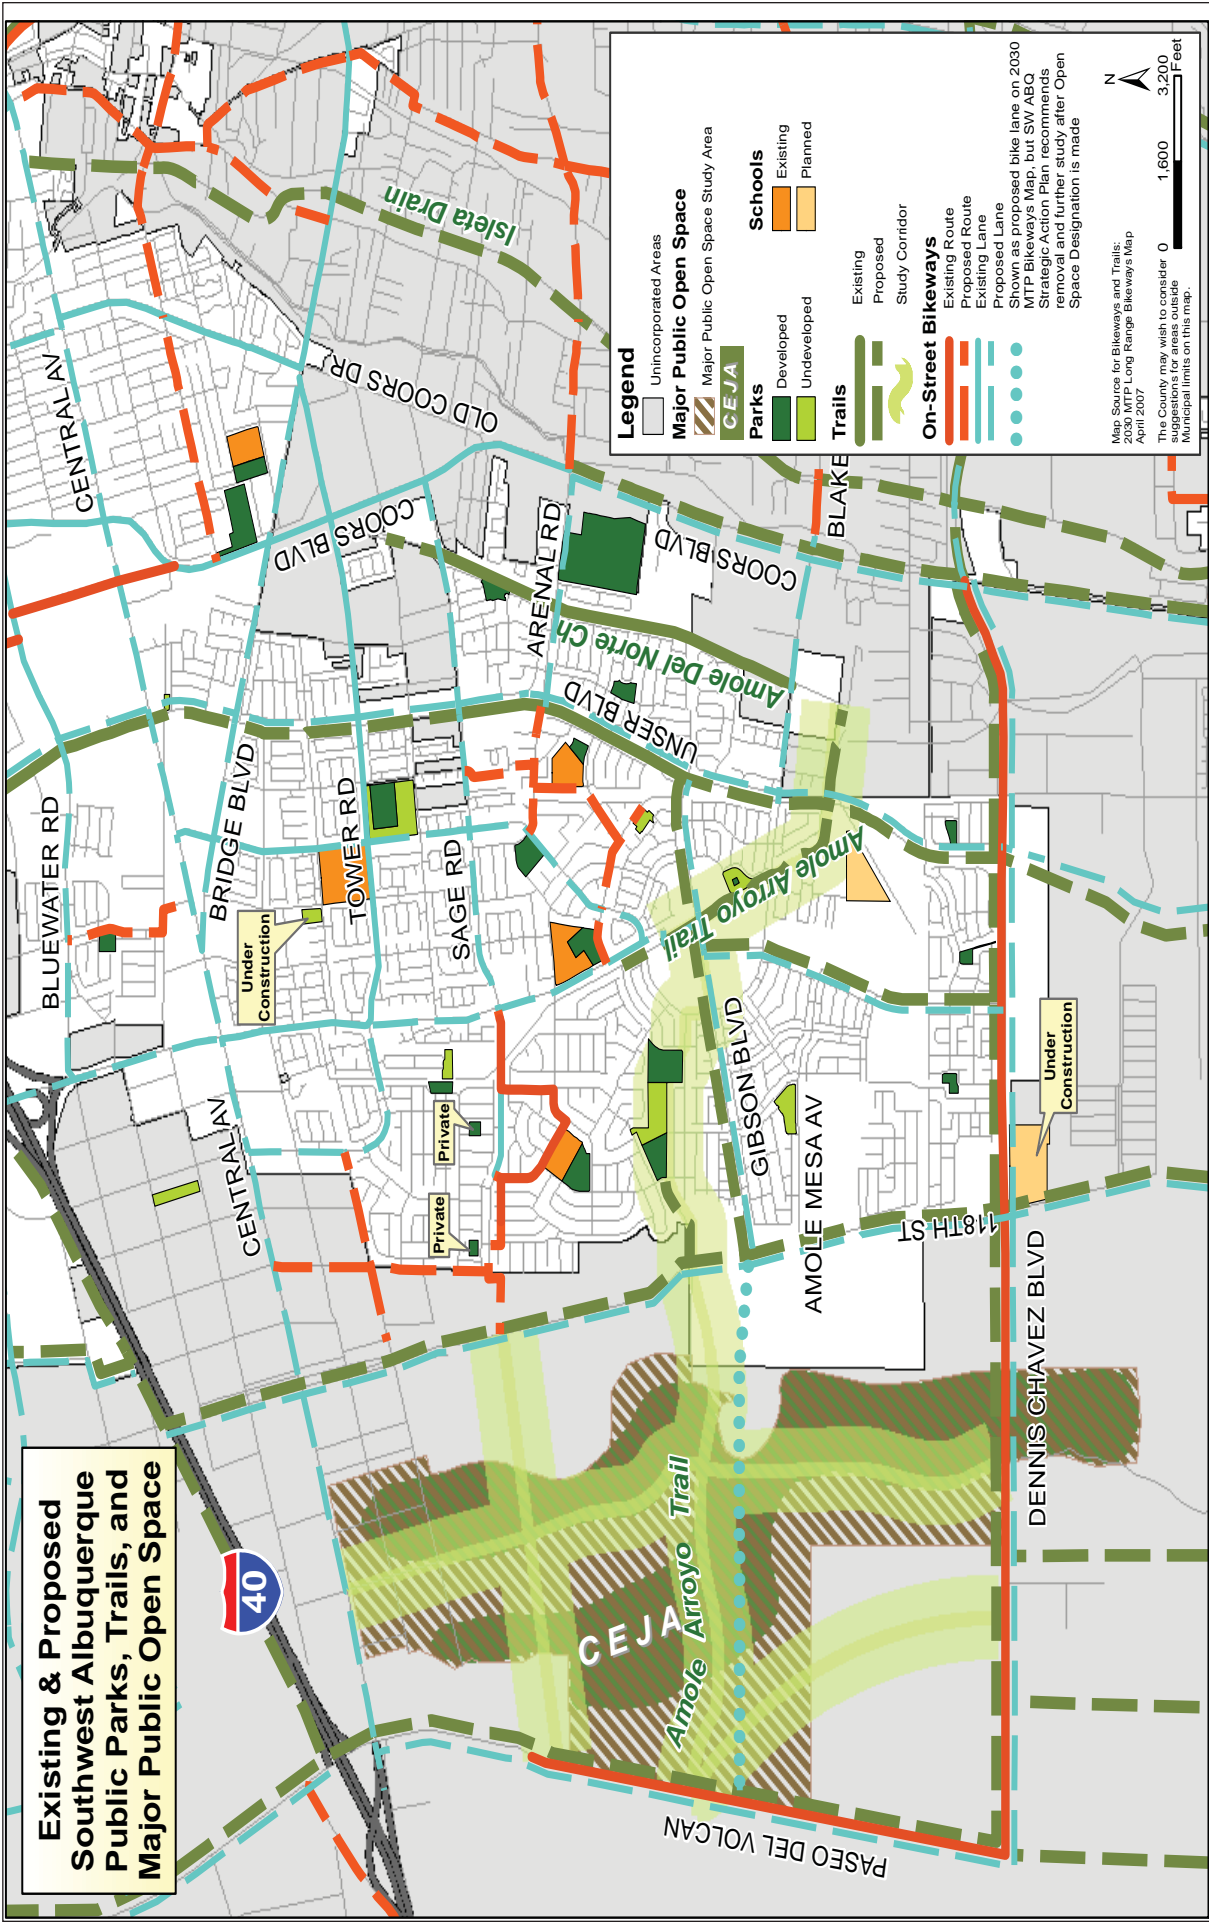 Existing & Proposed
Southwest Albuquerque
Public Parks, Trails, and
Major Public Open Space
40
BLUEWATER RD
CENTRAL AV
BRIDGE BLVD
Under
Construction
TOWER RD
SAGE RD
CENTRAL AV
Private
Private
COORS BLVD
OLD COORS DR
Isleta Drain
ARENAL RD
Amole Del Norte Ch
UNSER BLVD
COORS BLVD
BLAKE
Amole Arroyo Trail
GIBSON BLVD
AMOLE MESA AV
118TH ST
Under
Construction
DENNIS CHAVEZ BLVD
CEJA
Amole Arroyo Trail
PASEO DEL VOLCAN
Legend
Unincorporated Areas
Major Public Open Space
Major Public Open Space Study Area
CEJA
Parks
Developed
Undeveloped
Schools
Existing
Planned
Trails
Existing
Proposed
Study Corridor
On-Street Bikeways
Existing Route
Proposed Route
Existing Lane
Proposed Lane
Shown as proposed bike lane on 2030
MTP Bikeways Map, but SW ABQ
Strategic Action Plan recommends
removal and further study after Open
Space Designation is made
Map Source for Bikeways and Trails:
2030 MTP Long Range Bikeways Map
April 2007
The County may wish to consider
suggestions for areas outside
Municipal limits on this map.
N
0 1,600 3,200
Feet